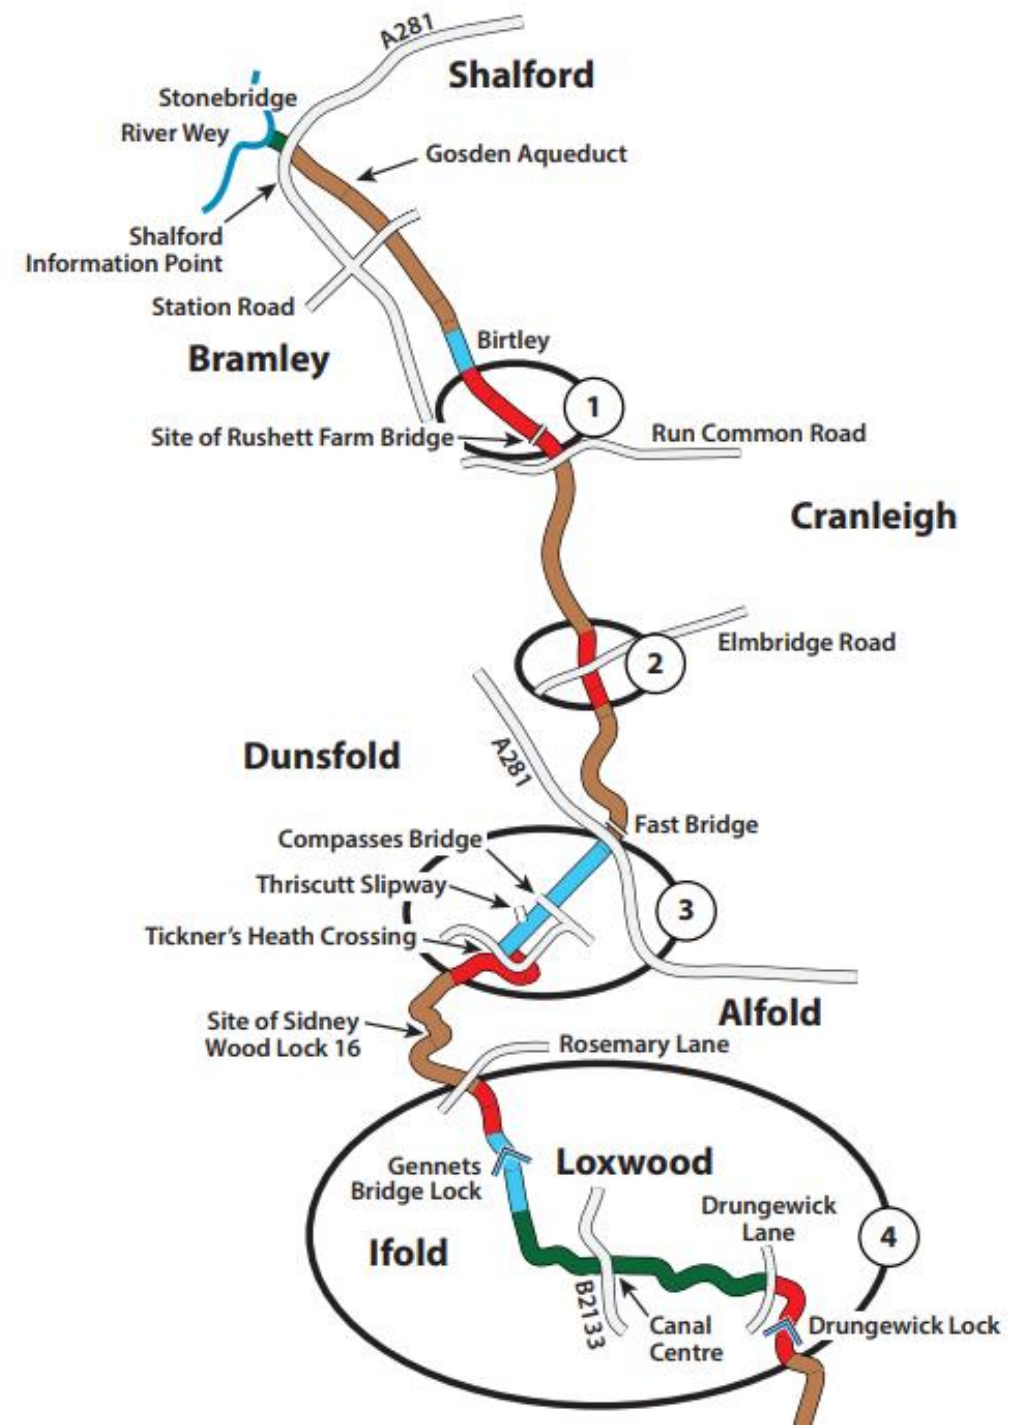 A281
Shalford
Stonebridge
River Wey
Gosden Aqueduct
Shalford
Information Point
Station Road
Bramley
Birtley
1
Site of Rushett Farm Bridge
Run Common Road
Cranleigh
2
Elmbridge Road
Dunsfold
A281
Fast Bridge
Compasses Bridge
Thriscutt Slipway
3
Tickner's Heath Crossing
Alfold
Site of Sidney
Wood Lock 16
Rosemary Lane
Gennets
Bridge Lock
Loxwood
Drungewick
Lane
4
Ifold
B2133
Canal
Centre
Drungewick Lock